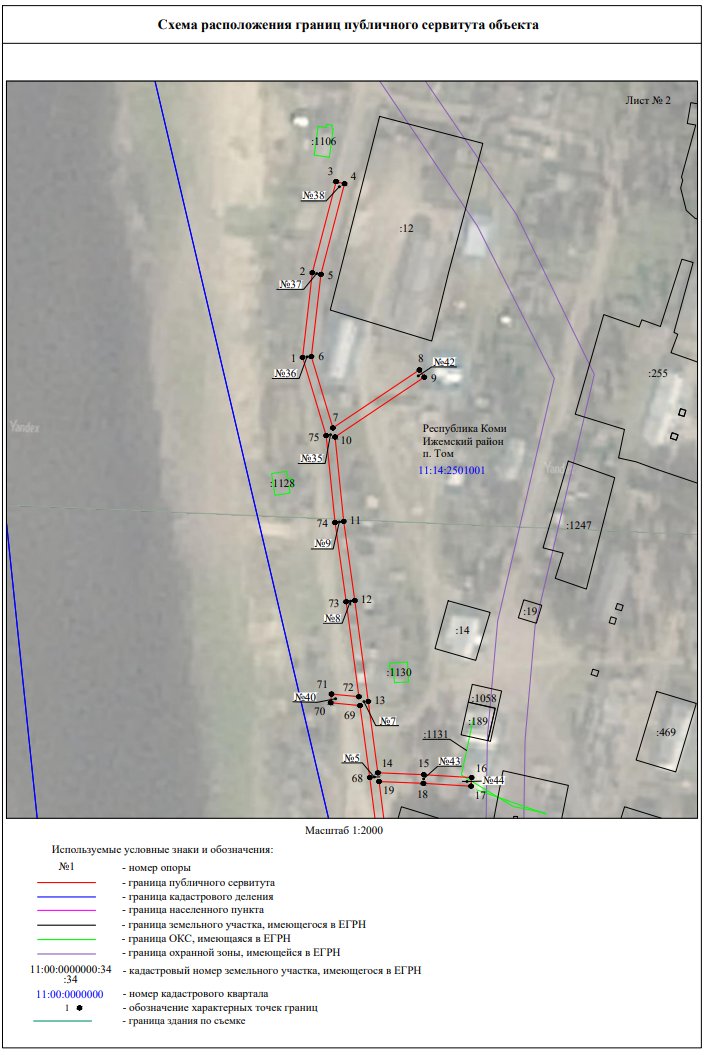 Схема расположения границ публичного сервитута объекта
Лист № 2
:1106
3
4
№38
:12
2
5
№37
1
6
№36
8
№42
9
:255
7
75
10
№35
Республика Коми
Ижемский район
п. Том
11:14:2501001
Yandex
Yand
:1128
74
11
№9
:1247
73
12
№8
:19
:14
:1130
71
72
№40
70
69
13
№7
:1058
:189
:1131
:469
№5
14
15
№43
16
68
№44
19
18
17
Масштаб 1:2000
Используемые условные знаки и обозначения:
№1 - номер опоры
- граница публичного сервитута
- граница кадастрового деления
- граница населенного пункта
- граница земельного участка, имеющегося в ЕГРН
- граница ОКС, имеющаяся в ЕГРН
- граница охранной зоны, имеющейся в ЕГРН
11:00:0000000:34 - кадастровый номер земельного участка, имеющегося в ЕГРН
:34
11:00:0000000 - номер кадастрового квартала
1 - обозначение характерных точек границ
- граница здания по съемке